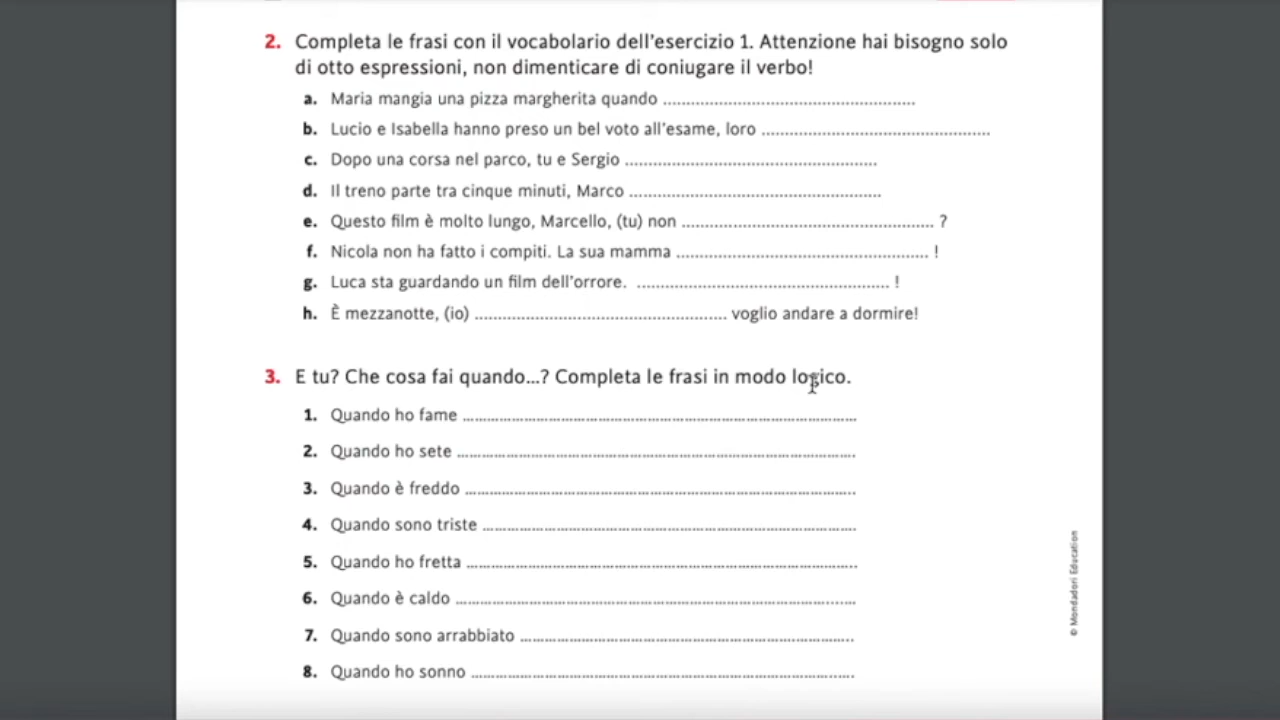 2. Completa le frasi con il vocabolario dell'esercizio 1. Attenzione hai bisogno solo
di otto espressioni, non dimenticare di coniugare il verbo!
a. Maria mangia una pizza margherita quando ..................................................
b. Lucio e Isabella hanno preso un bel voto all'esame, loro ..............................................
c. Dopo una corsa nel parco, tu e Sergio ..................................................
d. Il treno parte tra cinque minuti, Marco ..................................................
e. Questo film è molto lungo, Marcello, (tu) non .................................................. ?
f. Nicola non ha fatto i compiti. La sua mamma .................................................. !
g. Luca sta guardando un film dell'orrore. .................................................. !
h. È mezzanotte, (io) .................................................. voglio andare a dormire!
3. E tu? Che cosa fai quando...? Completa le frasi in modo logico.
1. Quando ho fame ..................................................
2. Quando ho sete ..................................................
3. Quando è freddo ..................................................
4. Quando sono triste ..................................................
5. Quando ho fretta ..................................................
6. Quando è caldo ..................................................
7. Quando sono arrabbiato ..................................................
8. Quando ho sonno ..................................................
© Mondadori Education